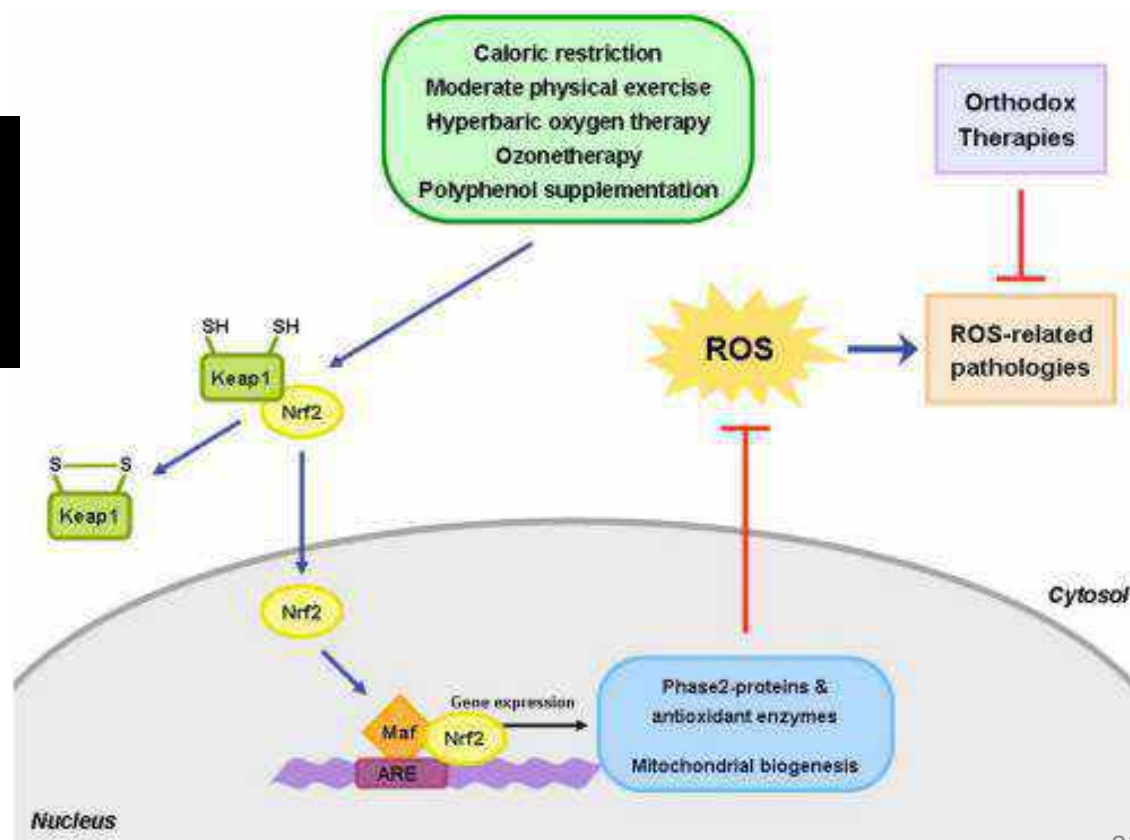 Caloric restriction
Moderate physical exercise
Hyperbaric oxygen therapy
Ozonetherapy
Polyphenol supplementation
Orthodox
Therapies
ROS
ROS-related
pathologies
SH SH
Keap1
Nrf2
S S
Keap1
Nrf2
Cytosol
Gene expression
Maf
Nrf2
ARE
Phase2-proteins &
antioxidant enzymes
Mitochondrial biogenesis
Nucleus